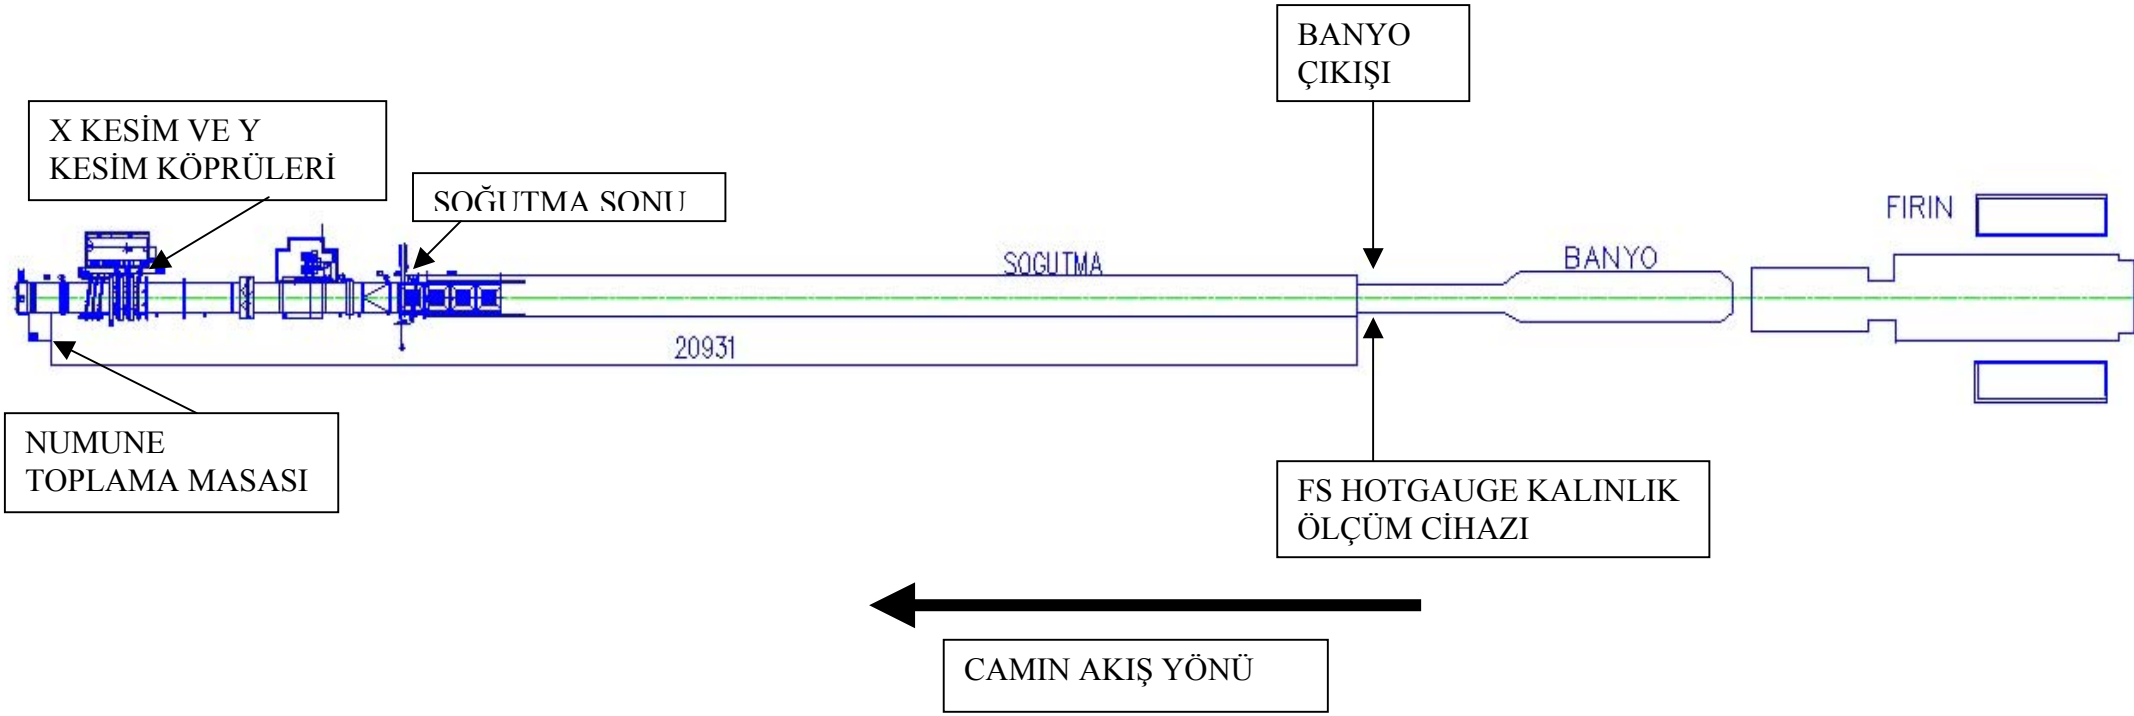 BANYO
ÇIKIŞI
X KESİM VE Y
KESİM KÖPRÜLERİ
SOĞUTMA SONU
FIRIN
SOGUTMA
BANYO
20931
NUMUNE
TOPLAMA MASASI
FS HOTGAUGE KALINLIK
ÖLÇÜM CİHAZI
CAMIN AKIŞ YÖNÜ